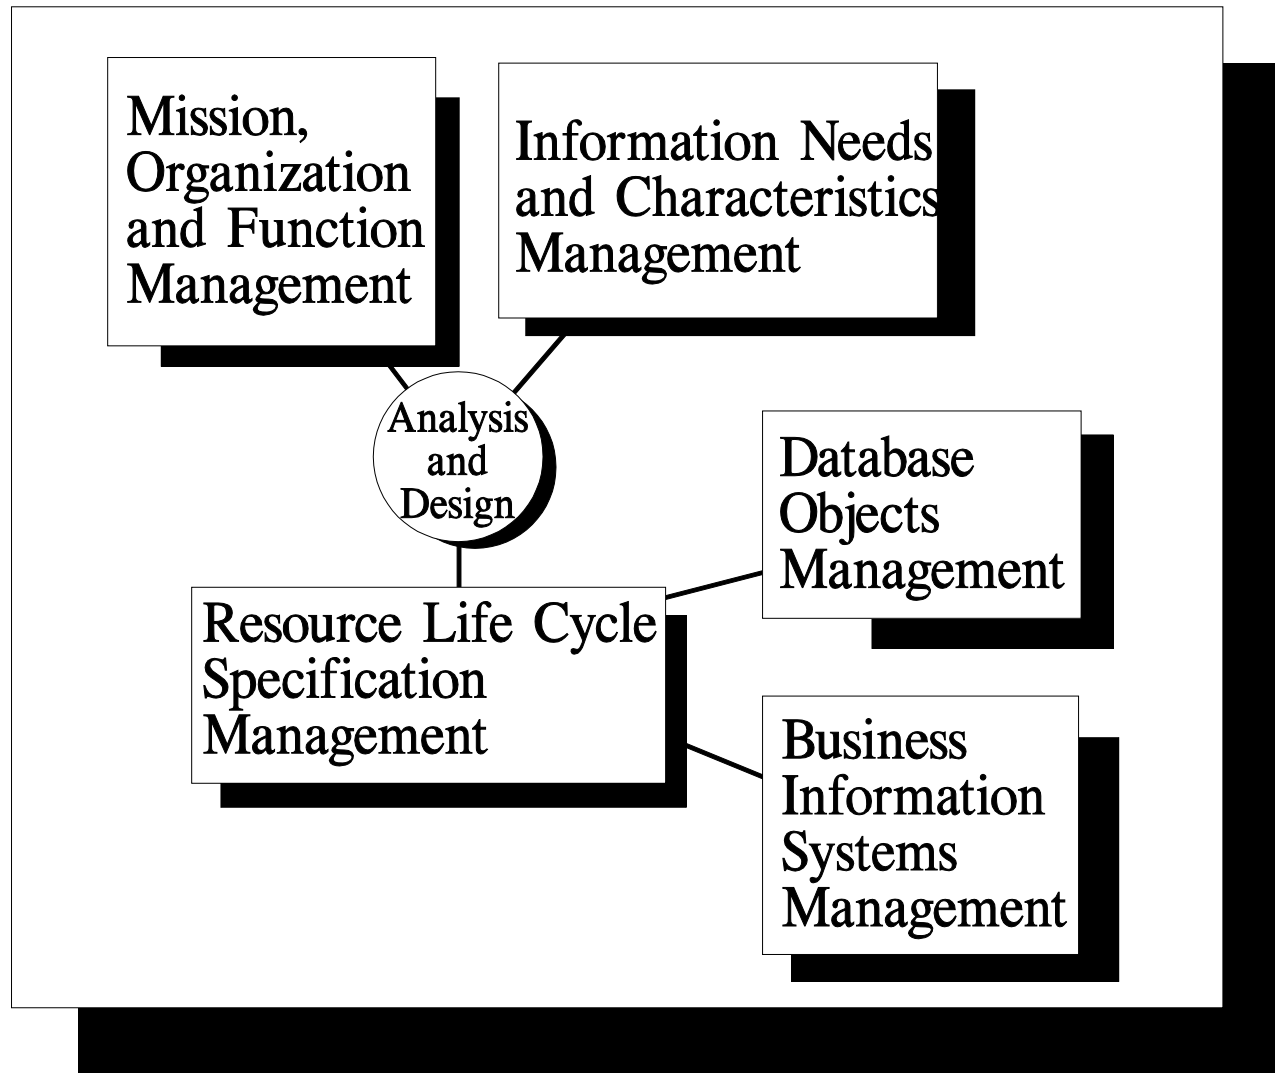 Mission,
Organization
and Function
Management
Information Needs
and Characteristics
Management
Analysis
and
Design
Database
Objects
Management
Resource Life Cycle
Specification
Management
Business
Information
Systems
Management